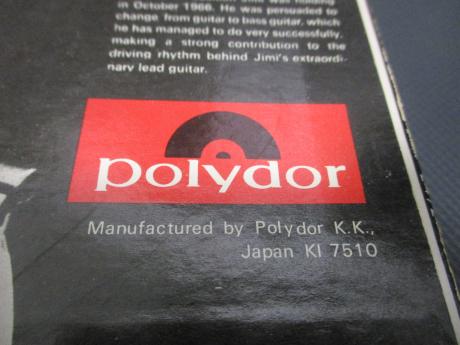 in October 1966. He was persuaded to
change from guitar to bass guitar, which
he has managed to do very successfully,
making a strong contribution to the
driving rhythm behind Jimi's extraordi-
nary lead guitar.
polydor
Manufactured by Polydor K.K.,
Japan KI 7510